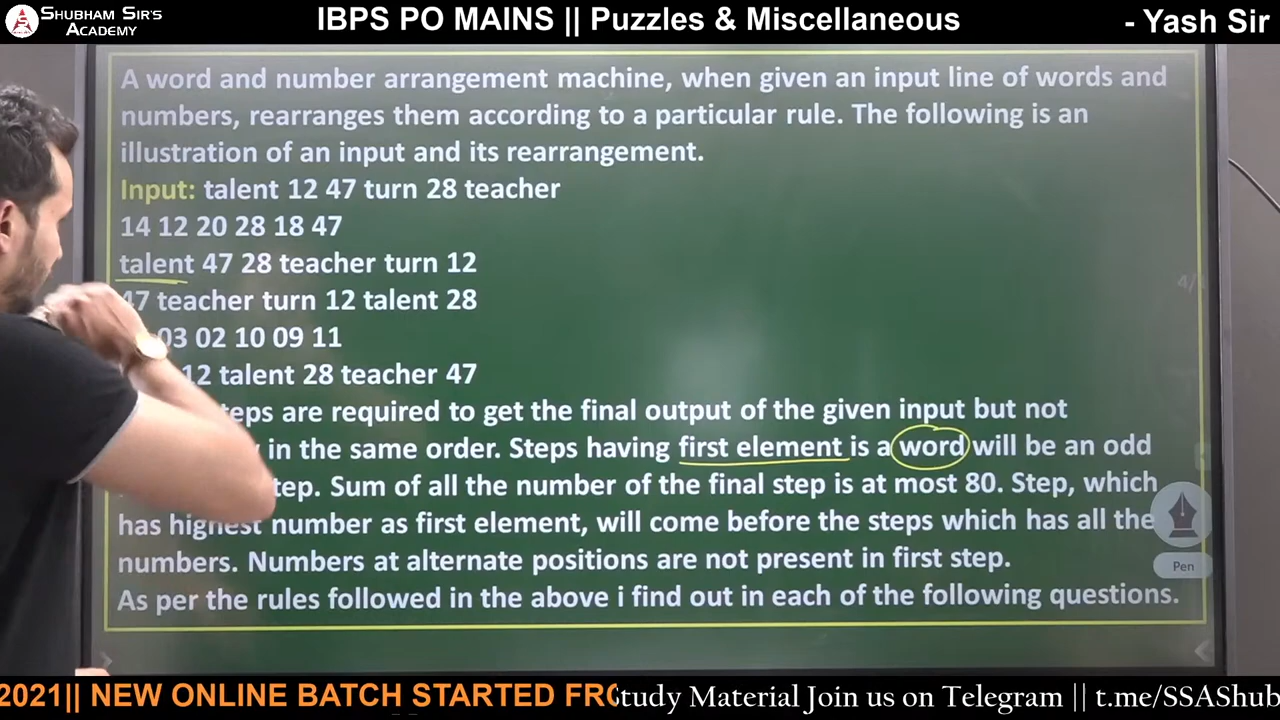 SHUBHAM SIR'S
ACADEMY
IBPS PO MAINS || Puzzles & Miscellaneous
- Yash Sir
A word and number arrangement machine, when given an input line of words and
numbers, rearranges them according to a particular rule. The following is an
illustration of an input and its rearrangement.
Input: talent 12 47 turn 28 teacher
14 12 20 28 18 47
talent 47 28 teacher turn 12
47 teacher turn 12 talent 28
03 02 10 09 11
12 talent 28 teacher 47
steps are required to get the final output of the given input but not
in the same order. Steps having first element is a word will be an odd
step. Sum of all the number of the final step is at most 80. Step, which
has highest number as first element, will come before the steps which has all the
numbers. Numbers at alternate positions are not present in first step.
As per the rules followed in the above i find out in each of the following questions.
Pen
2021|| NEW ONLINE BATCH STARTED
Study Material Join us on Telegram || t.me/SSAShub